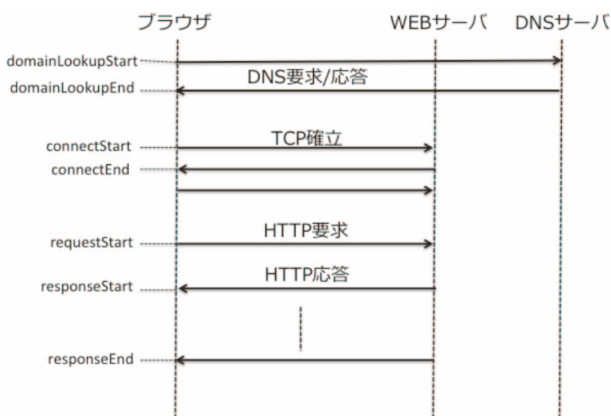 ブラウザ WEBサーバ DNSサーバ
domainLookupStart
DNS要求/応答
domainLookupEnd
TCP確立
connectStart
connectEnd
HTTP要求
requestStart
HTTP応答
responseStart
responseEnd